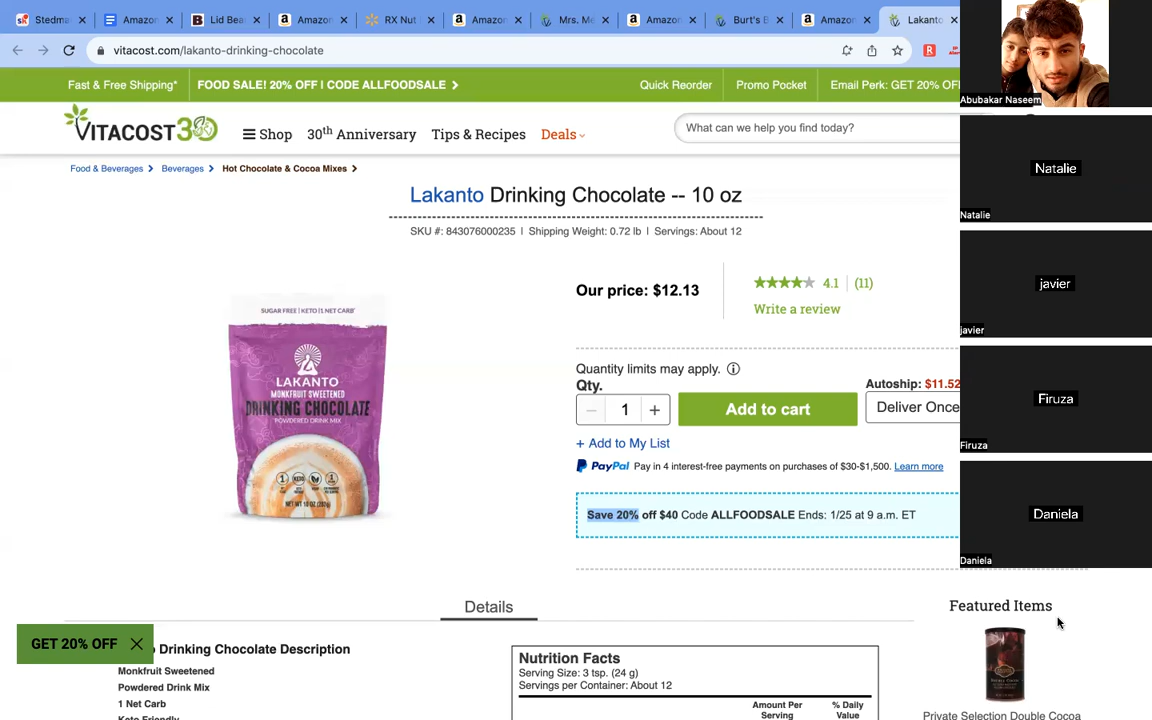 Stedma
Amazon
Lid Bea
Amazon
RX Nut
Amazon
Mrs. Me
Amazon
Burt's B
Amazon
Lakanto
vitacost.com/lakanto-drinking-chocolate
R
Fast & Free Shipping*
FOOD SALE! 20% OFF | CODE ALLFOODSALE
Quick Reorder
Promo Pocket
Email Perk: GET 20% OF
VITACOST 30
Shop
30th Anniversary
Tips & Recipes
Deals
What can we help you find today?
Food & Beverages
Beverages
Hot Chocolate & Cocoa Mixes
Lakanto Drinking Chocolate -- 10 oz
SKU #: 843076000235 | Shipping Weight: 0.72 lb | Servings: About 12
SUGAR FREE | KETO | 1 NET CARB
LAKANTO
MONKFRUIT SWEETENED
DRINKING CHOCOLATE
POWDERED DRINK MIX
NET WT 10 OZ (283g)
Our price: $12.13
4.1
(11)
Write a review
Quantity limits may apply.
Qty.
1
Add to cart
Autoship: $11.52
Deliver Once
+ Add to My List
PayPal Pay in 4 interest-free payments on purchases of $30-$1,500. Learn more
Save 20% off $40 Code ALLFOODSALE Ends: 1/25 at 9 a.m. ET
Details
GET 20% OFF
Drinking Chocolate Description
Monkfruit Sweetened
Powdered Drink Mix
1 Net Carb
Keto Friendly
Nutrition Facts
Serving Size: 3 tsp. (24 g)
Servings per Container: About 12
Amount Per
Serving
% Daily
Value
Featured Items
Private Selection Double Cocoa
Abubakar Naseem
Natalie
Natalie
javier
javier
Firuza
Firuza
Daniela
Daniela